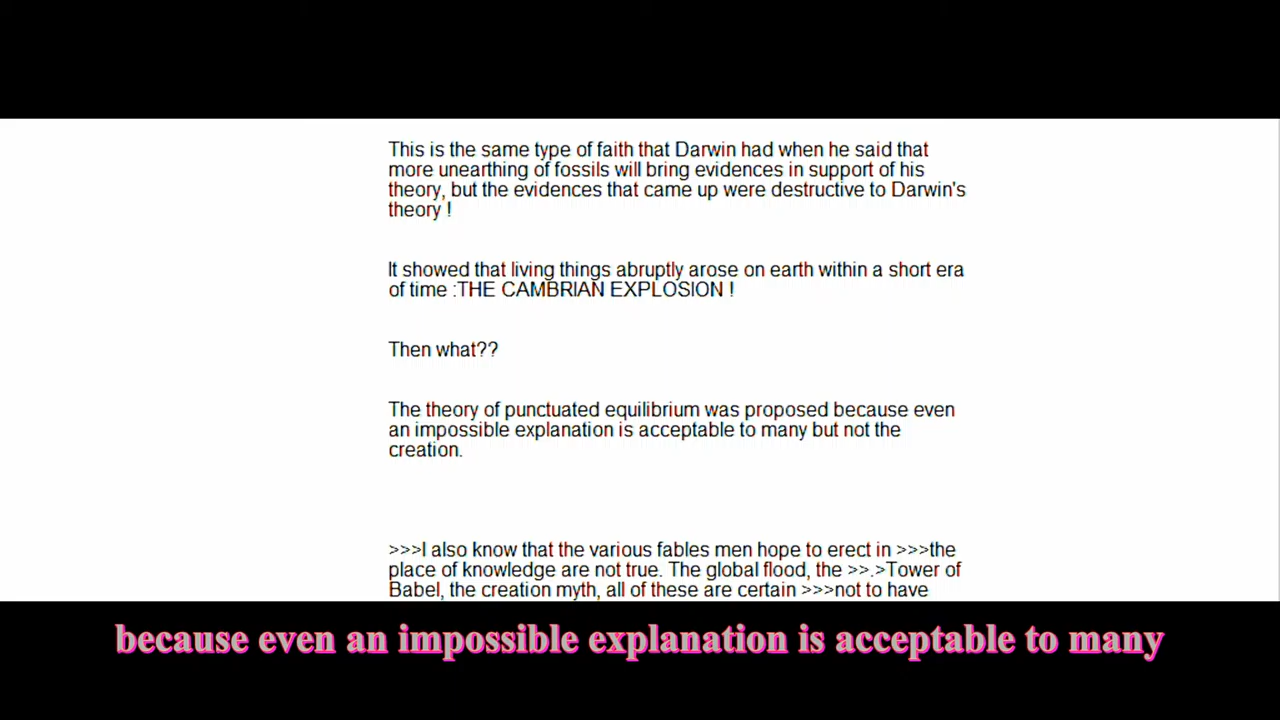 This is the same type of faith that Darwin had when he said that
more unearthing of fossils will bring evidences in support of his
theory, but the evidences that came up were destructive to Darwin's
theory !
It showed that living things abruptly arose on earth within a short era
of time :THE CAMBRIAN EXPLOSION !
Then what??
The theory of punctuated equilibrium was proposed because even
an impossible explanation is acceptable to many but not the
creation.
>>>I also know that the various fables men hope to erect in >>>the
place of knowledge are not true. The global flood, the >>.>Tower of
Babel, the creation myth, all of these are certain >>>not to have
because even an impossible explanation is acceptable to many